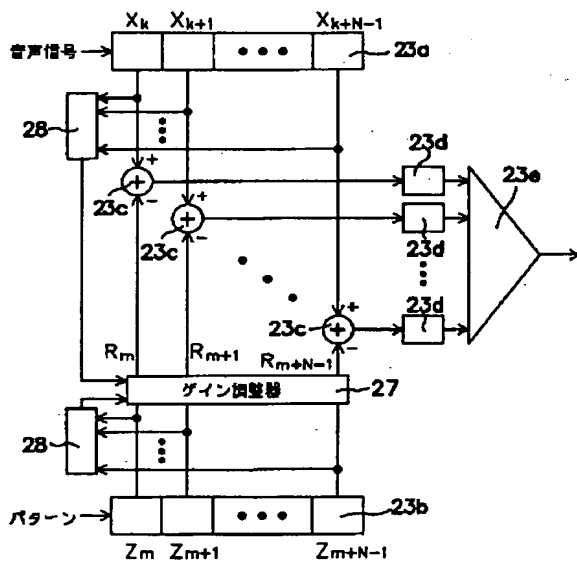 Xk Xk+1 Xk+N-1
音声信号
23a
28
23d
23e
23c
23d
23c
23d
23c
Rm Rm+1 Rm+N-1
ゲイン調整器
27
28
パターン
23b
Zm Zm+1 Zm+N-1